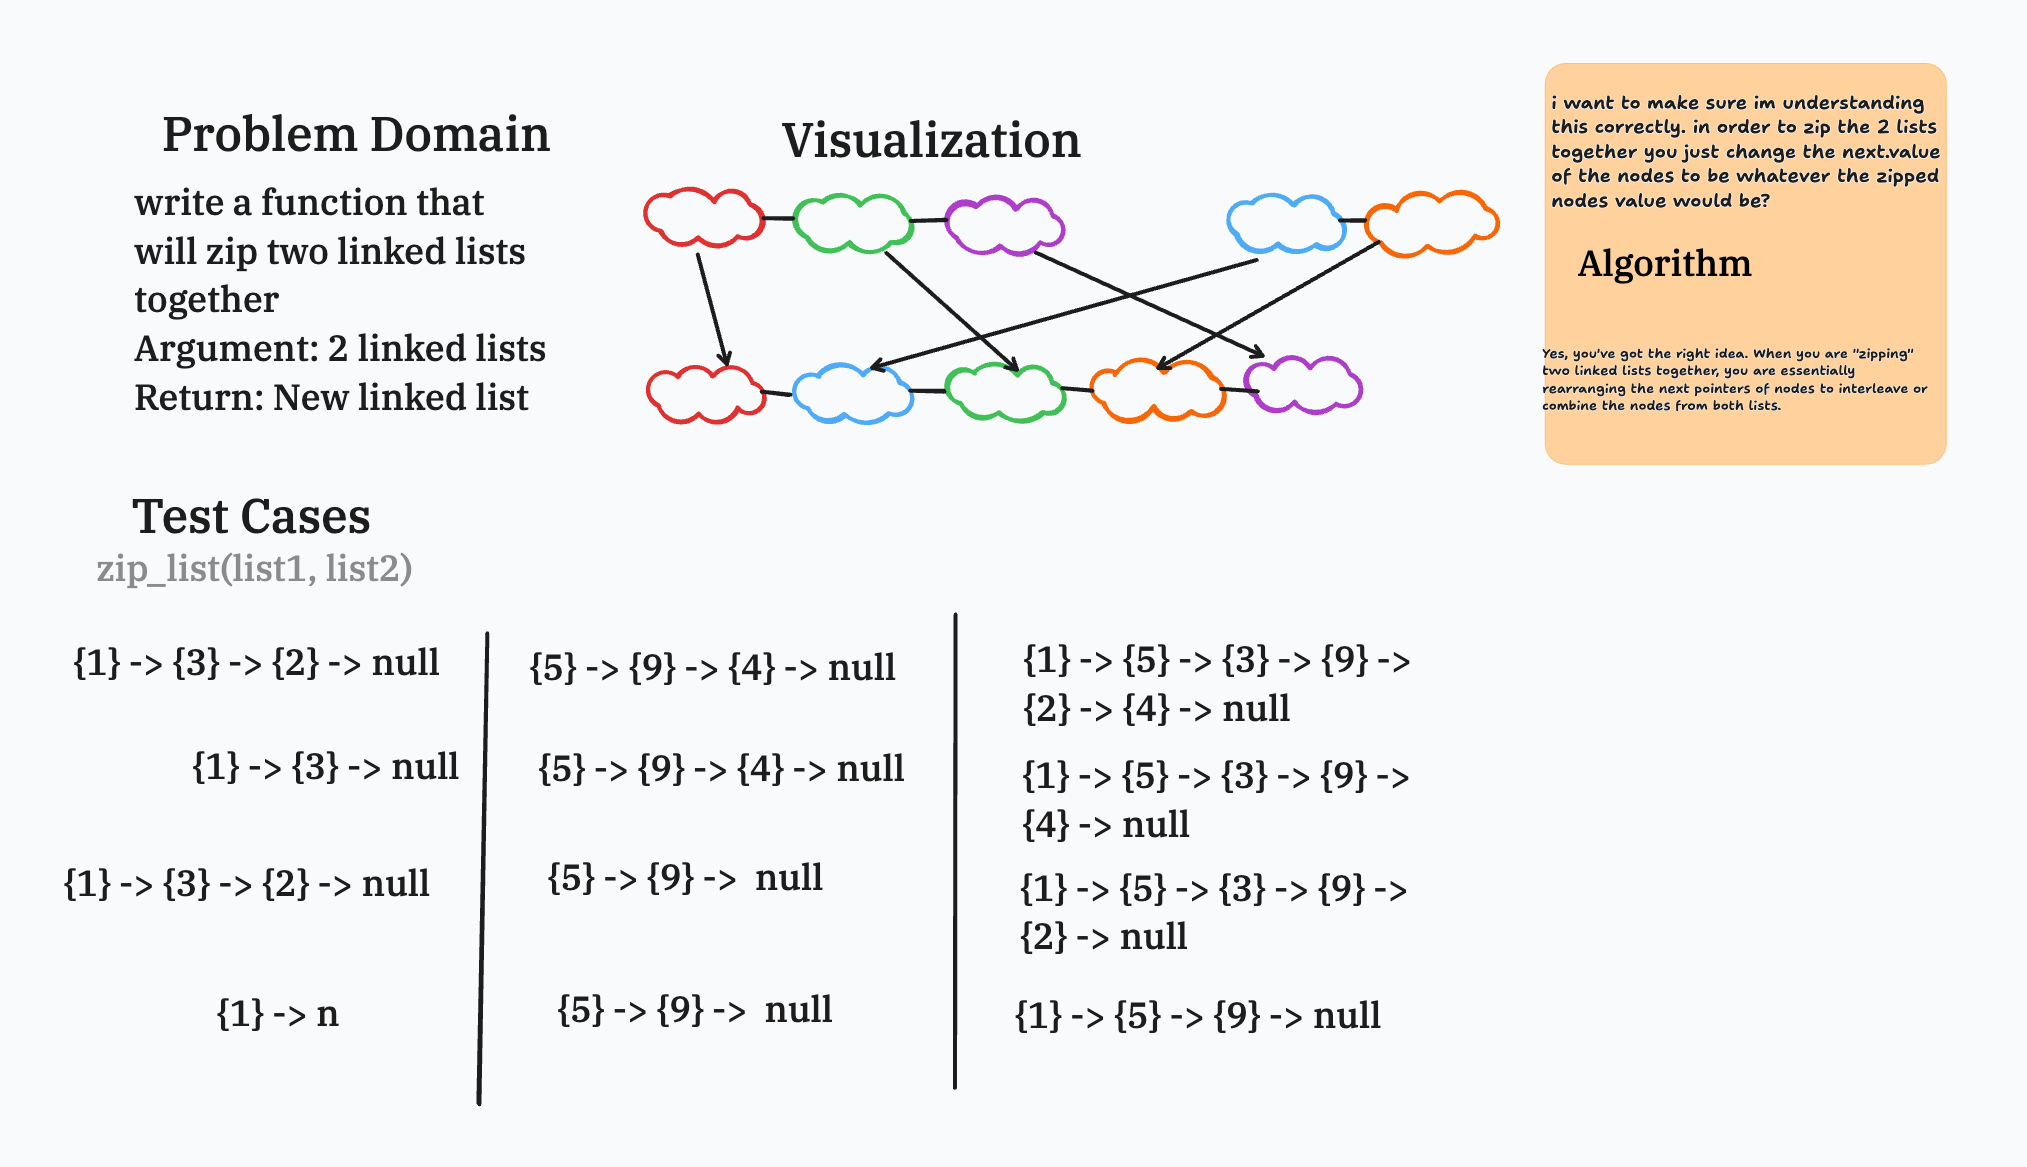 Problem Domain
write a function that
will zip two linked lists
together
Argument: 2 linked lists
Return: New linked list
Visualization
i want to make sure im understanding
this correctly. in order to zip the 2 lists
together you just change the next.value
of the nodes to be whatever the zipped
nodes value would be?
Algorithm
Yes, you've got the right idea. When you are "zipping"
two linked lists together, you are essentially
rearranging the next pointers of nodes to interleave or
combine the nodes from both lists.
Test Cases
zip_list(list1, list2)
{1} -> {3} -> {2} -> null
{5} -> {9} -> {4} -> null
{1} -> {5} -> {3} -> {9} ->
{2} -> {4} -> null
{1} -> {3} -> null
{5} -> {9} -> {4} -> null
{1} -> {5} -> {3} -> {9} ->
{4} -> null
{1} -> {3} -> {2} -> null
{5} -> {9} ->  null
{1} -> {5} -> {3} -> {9} ->
{2} -> null
{1} -> n
{5} -> {9} ->  null
{1} -> {5} -> {9} -> null